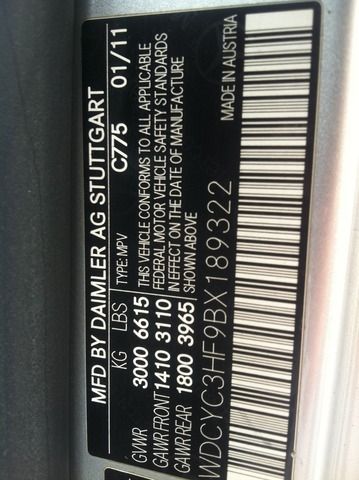 MFD BY DAIMLER AG STUTTGART
C775 01/11
KG LBS TYPE: MPV
GVWR 3000 6615
GAWR FRONT 1410 3110
GAWR REAR 1800 3965
THIS VEHICLE CONFORMS TO ALL APPLICABLE
FEDERAL MOTOR VEHICLE SAFETY STANDARDS
IN EFFECT ON THE DATE OF MANUFACTURE
SHOWN ABOVE
WDCYC3HF9BX189322
MADE IN AUSTRIA